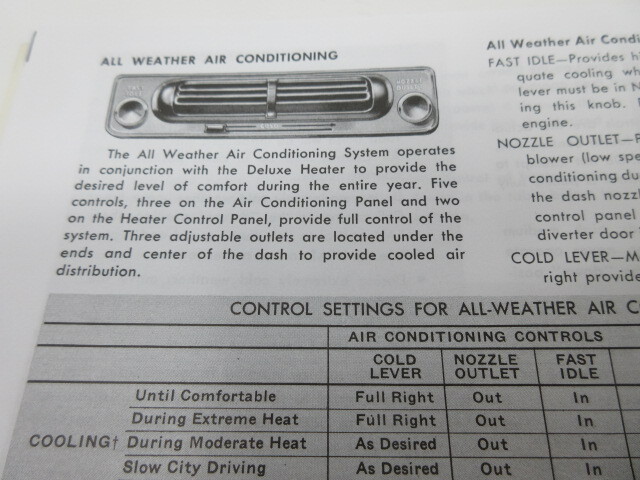 ALL WEATHER AIR CONDITIONING
The All Weather Air Conditioning System operates
in conjunction with the Deluxe Heater to provide the
desired level of comfort during the entire year. Five
controls, three on the Air Conditioning Panel and two
on the Heater Control Panel, provide full control of the
system. Three adjustable outlets are located under the
ends and center of the dash to provide cooled air
distribution.
All Weather Air Condi
FAST IDLE—Provides hi
quote cooling wh
lever must be in N
ing this knob.
engine.
NOZZLE OUTLET—F
blower (low spe
conditioning du
the dash nozzl
control panel
diverter door i
COLD LEVER—M
right provide
CONTROL SETTINGS FOR ALL-WEATHER AIR CO
AIR CONDITIONING CONTROLS
COLD LEVER NOZZLE OUTLET FAST IDLE
Until Comfortable Full Right Out In
During Extreme Heat Full Right Out In
COOLING† During Moderate Heat As Desired Out In
Slow City Driving As Desired Out In